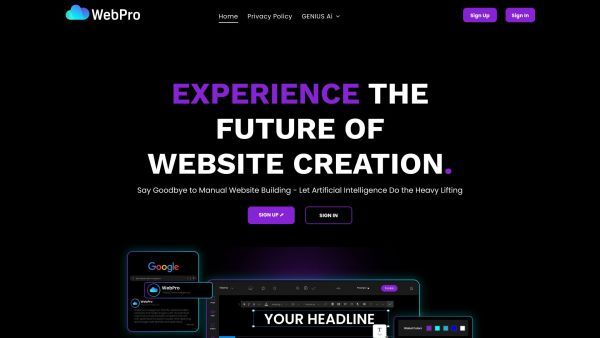 WebPro
Home
Privacy Policy
GENIUS Ai
Sign Up
Sign In
EXPERIENCE THE
FUTURE OF
WEBSITE CREATION.
Say Goodbye to Manual Website Building - Let Artificial Intelligence Do the Heavy Lifting
SIGN UP
SIGN IN
Google
WebPro
WebPro
YOUR HEADLINE
T